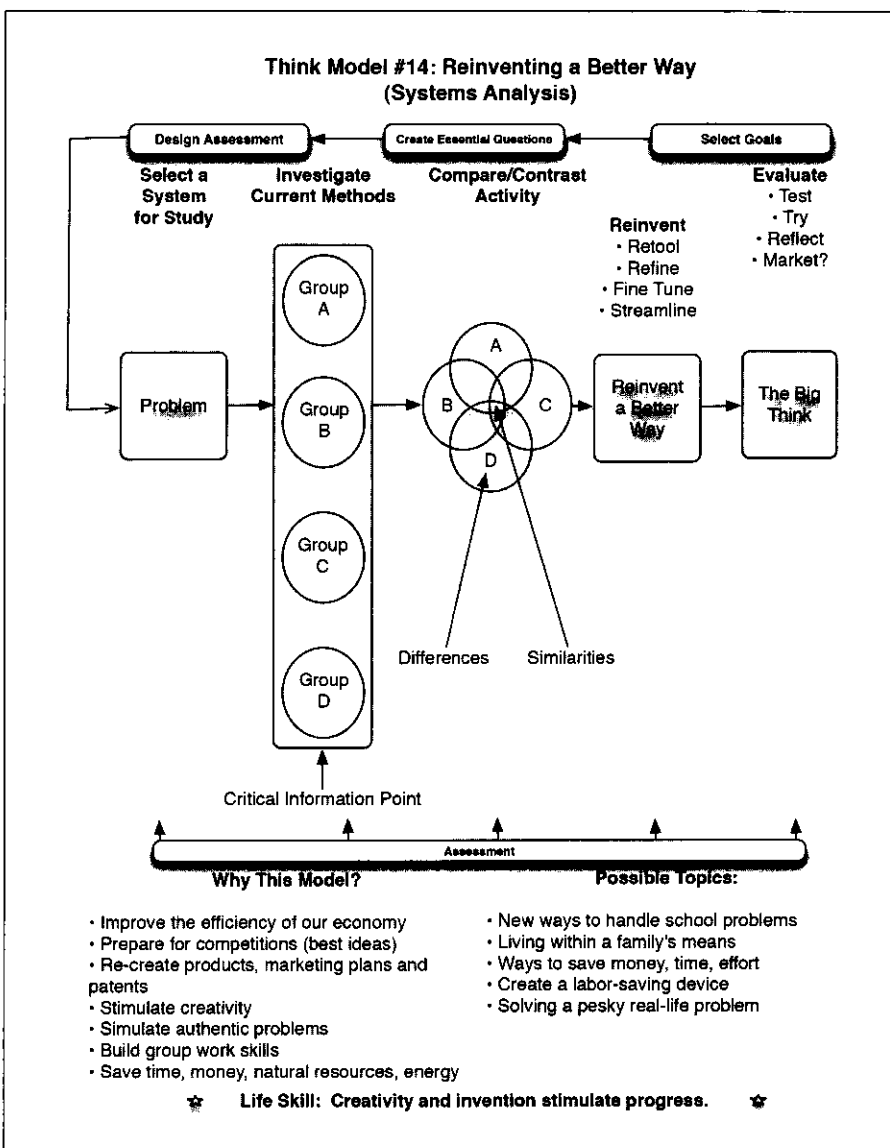 Think Model #14: Reinventing a Better Way
(Systems Analysis)
Design Assessment
Create Essential Questions
Select Goals
Select a
System
for Study
Investigate
Current Methods
Compare/Contrast
Activity
Evaluate
• Test
• Try
• Reflect
• Market?
Reinvent
• Retool
• Refine
• Fine Tune
• Streamline
Problem
Group
A
Group
B
Group
C
Group
D
A
B
C
D
Reinvent
a Better
Way
The Big
Think
Differences
Similarities
Critical Information Point
Assessment
Why This Model?
• Improve the efficiency of our economy
• Prepare for competitions (best ideas)
• Re-create products, marketing plans and
patents
• Stimulate creativity
• Simulate authentic problems
• Build group work skills
• Save time, money, natural resources, energy
Possible Topics:
• New ways to handle school problems
• Living within a family's means
• Ways to save money, time, effort
• Create a labor-saving device
• Solving a pesky real-life problem
Life Skill: Creativity and invention stimulate progress.